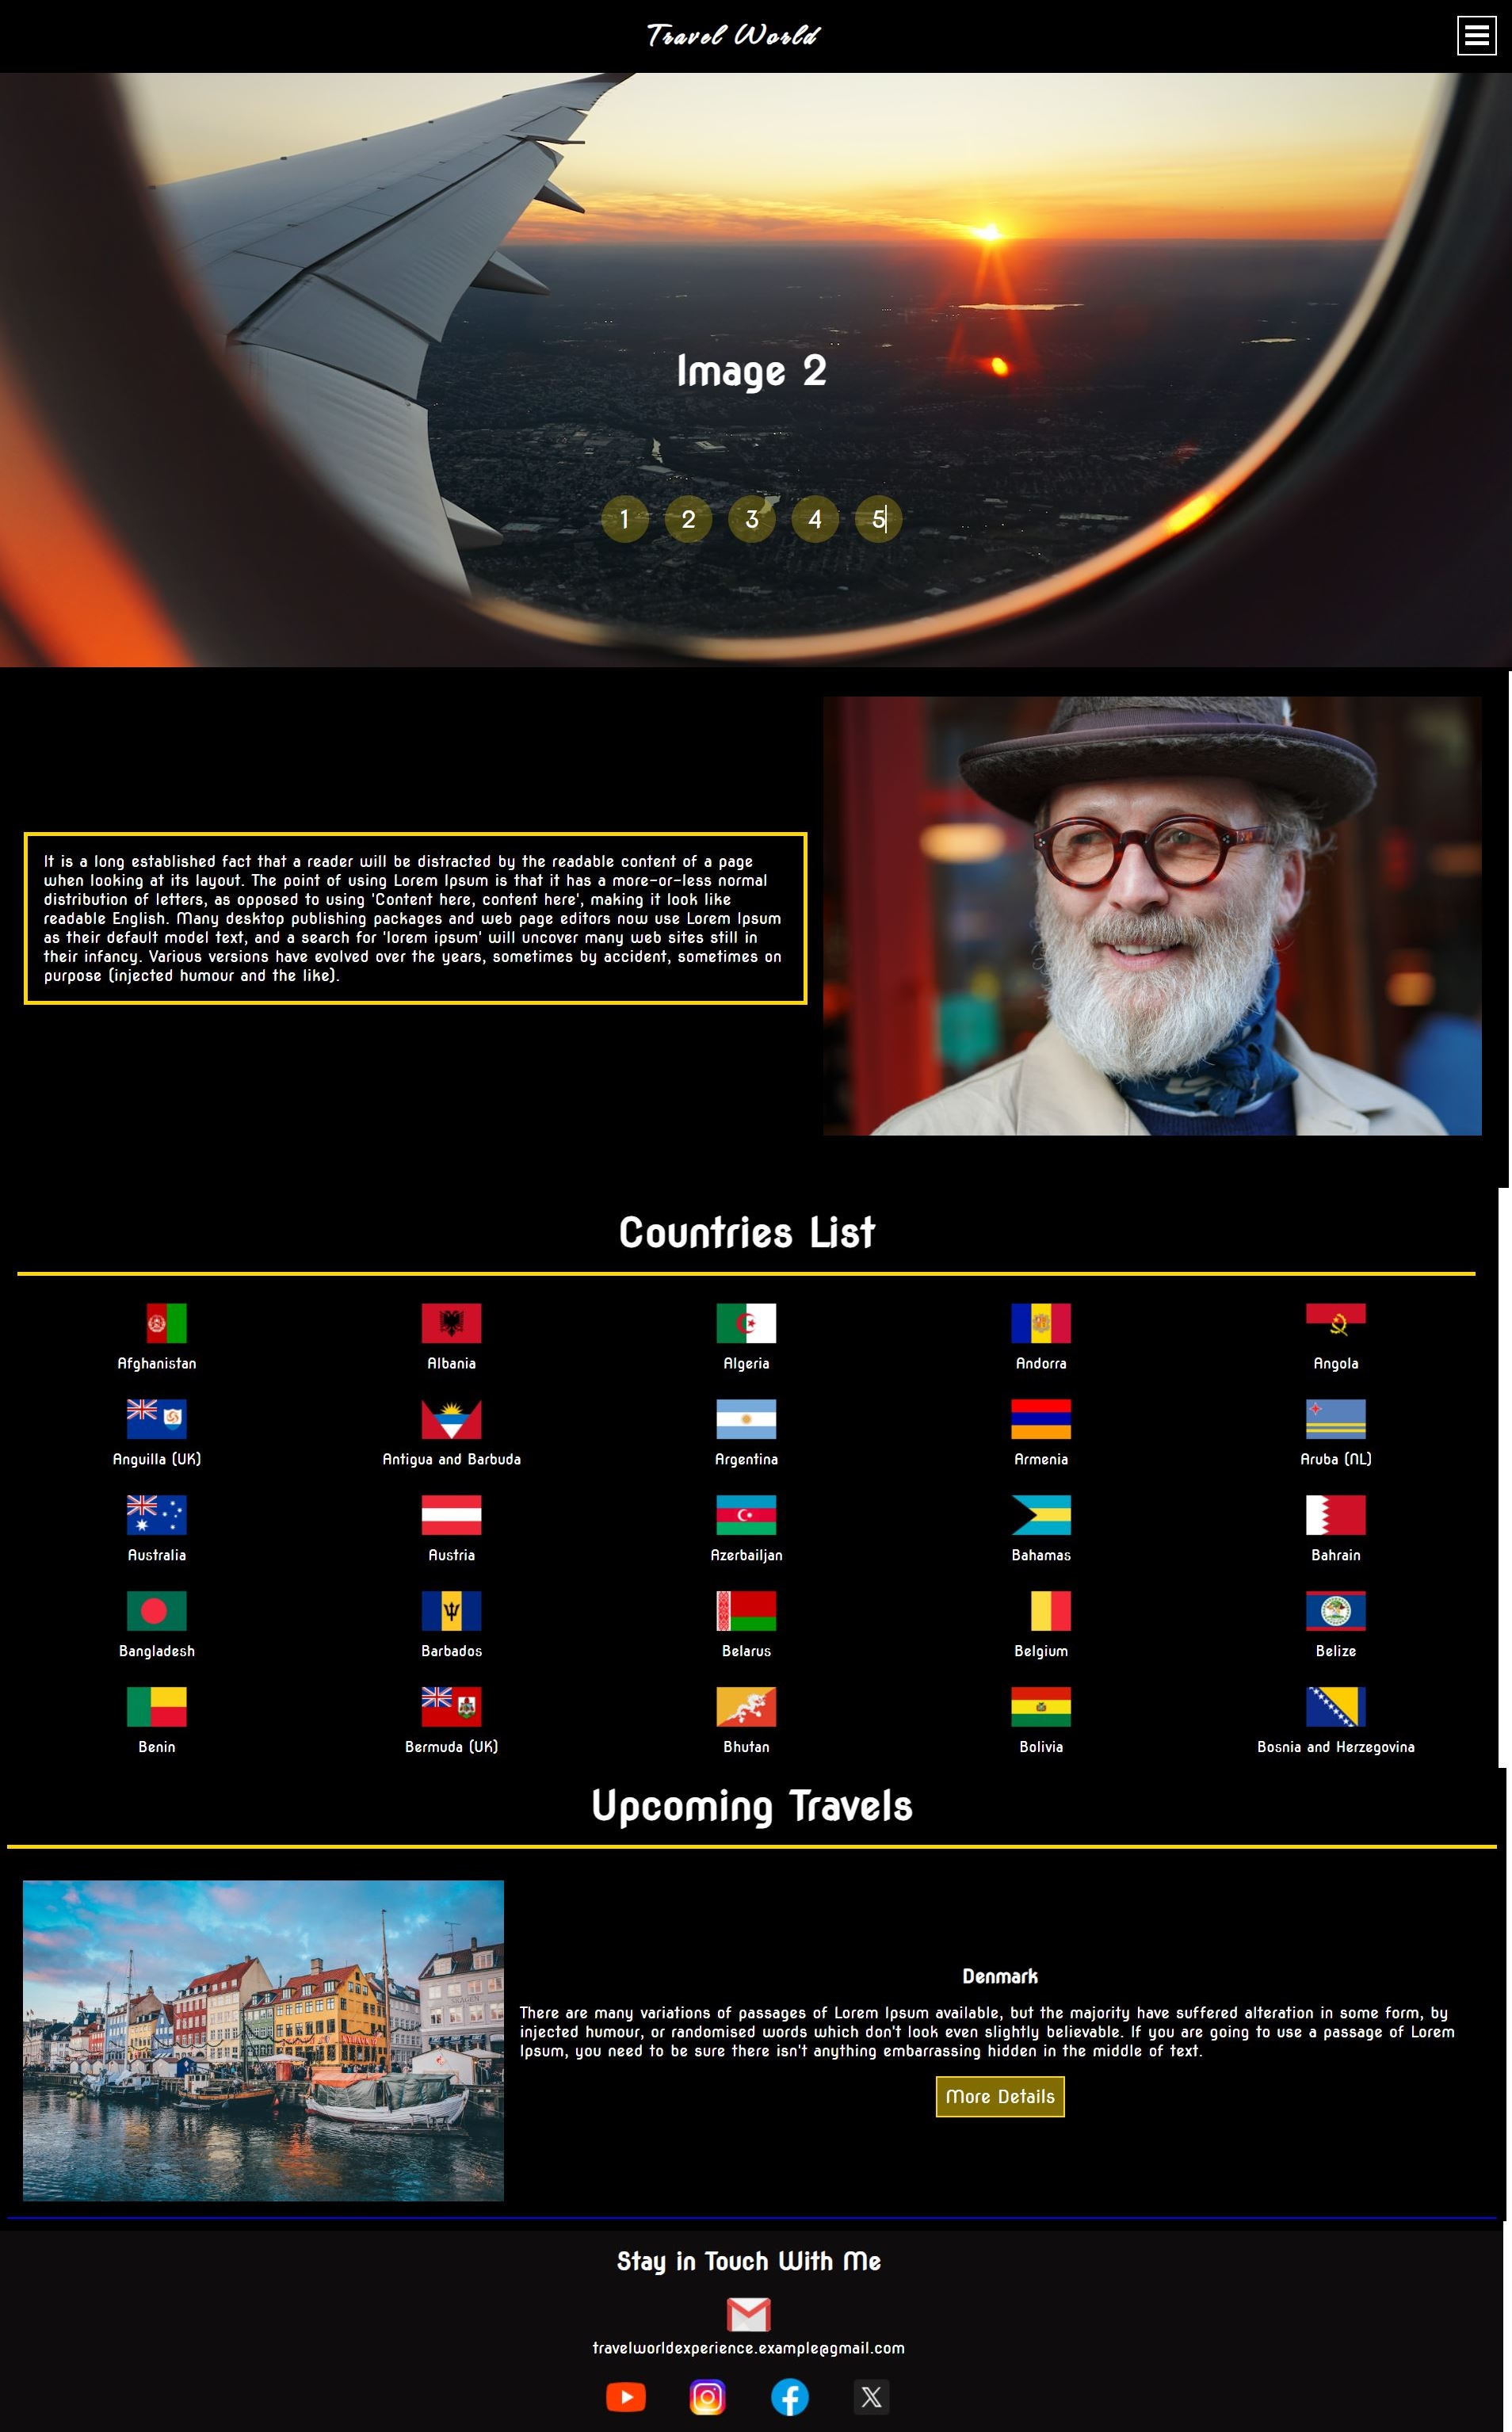 Travel World
Image 2
1 2 3 4 5
It is a long established fact that a reader will be distracted by the readable content of a page
when looking at its layout. The point of using Lorem Ipsum is that it has a more-or-less normal
distribution of letters, as opposed to using 'Content here, content here', making it look like
readable English. Many desktop publishing packages and web page editors now use Lorem Ipsum
as their default model text, and a search for 'lorem ipsum' will uncover many web sites still in
their infancy. Various versions have evolved over the years, sometimes by accident, sometimes on
purpose (injected humour and the like).
Countries List
Afghanistan Albania Algeria Andorra Angola
Anguilla (UK) Antigua and Barbuda Argentina Armenia Aruba (NL)
Australia Austria Azerbailjan Bahamas Bahrain
Bangladesh Barbados Belarus Belgium Belize
Benin Bermuda (UK) Bhutan Bolivia Bosnia and Herzegovina
Upcoming Travels
Denmark
There are many variations of passages of Lorem Ipsum available, but the majority have suffered alteration in some form, by
injected humour, or randomised words which don't look even slightly believable. If you are going to use a passage of Lorem
Ipsum, you need to be sure there isn't anything embarrassing hidden in the middle of text.
More Details
Stay in Touch With Me
travelworldexperience.example@gmail.com